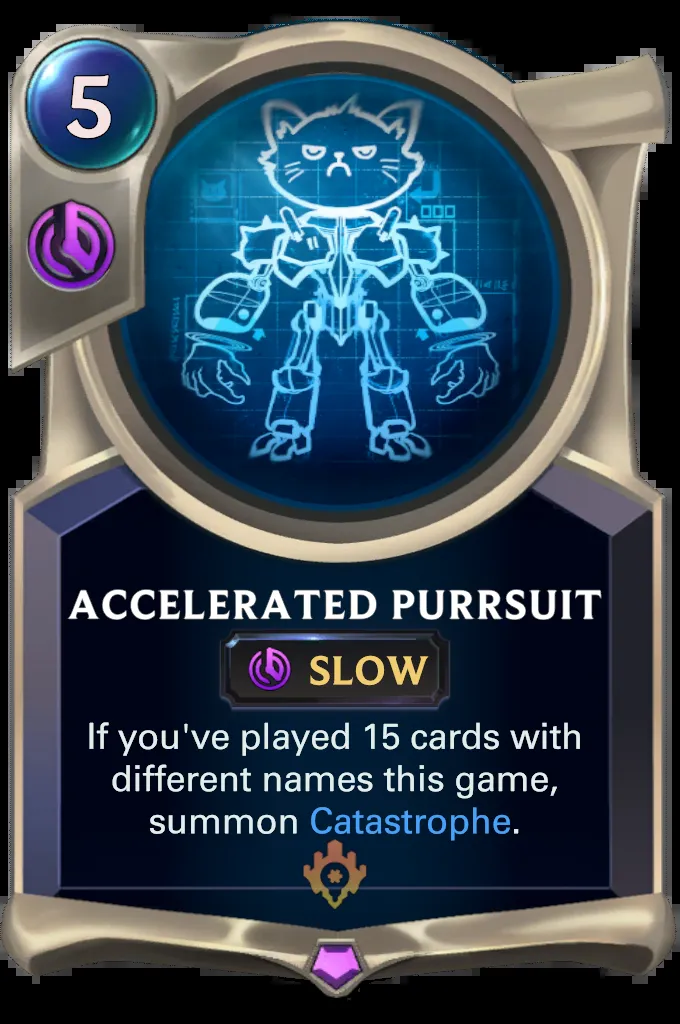 5
ACCELERATED PURRSUIT
SLOW
If you've played 15 cards with
different names this game,
summon Catastrophe.